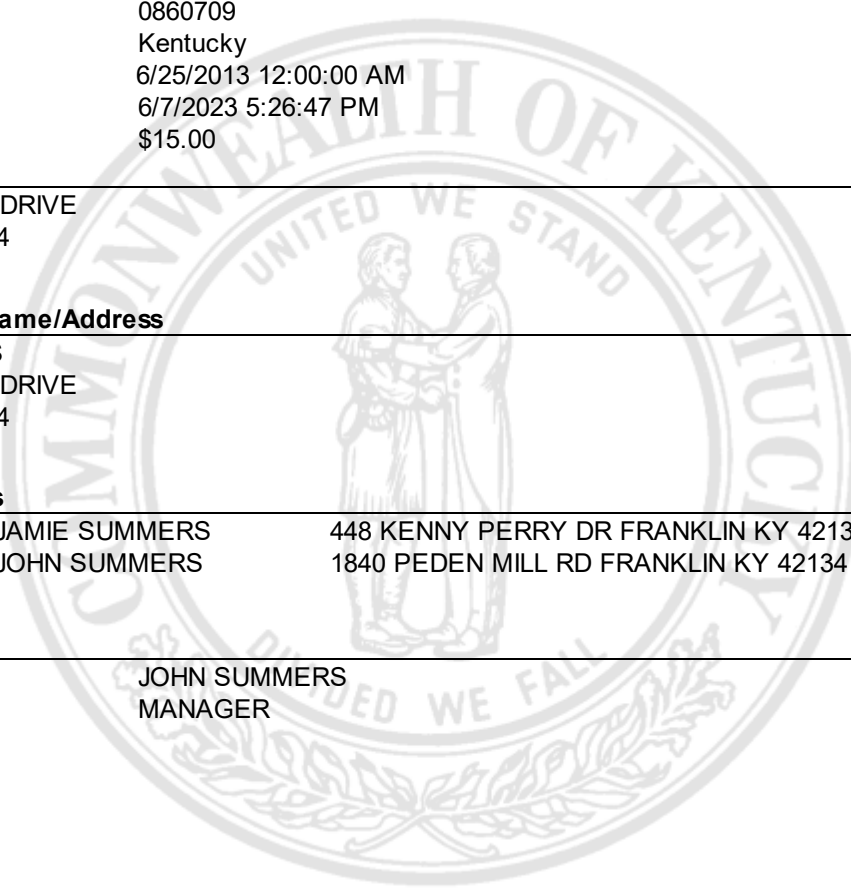 0860709
Kentucky
6/25/2013 12:00:00 AM
6/7/2023 5:26:47 PM
$15.00
DRIVE
4
ame/Address
S
DRIVE
4
s
JAMIE SUMMERS 448 KENNY PERRY DR FRANKLIN KY 4213
JOHN SUMMERS 1840 PEDEN MILL RD FRANKLIN KY 42134
JOHN SUMMERS
MANAGER
COMMONWEALTH OF KENTUCKY
UNITED WE STAND
DIVIDED WE FALL